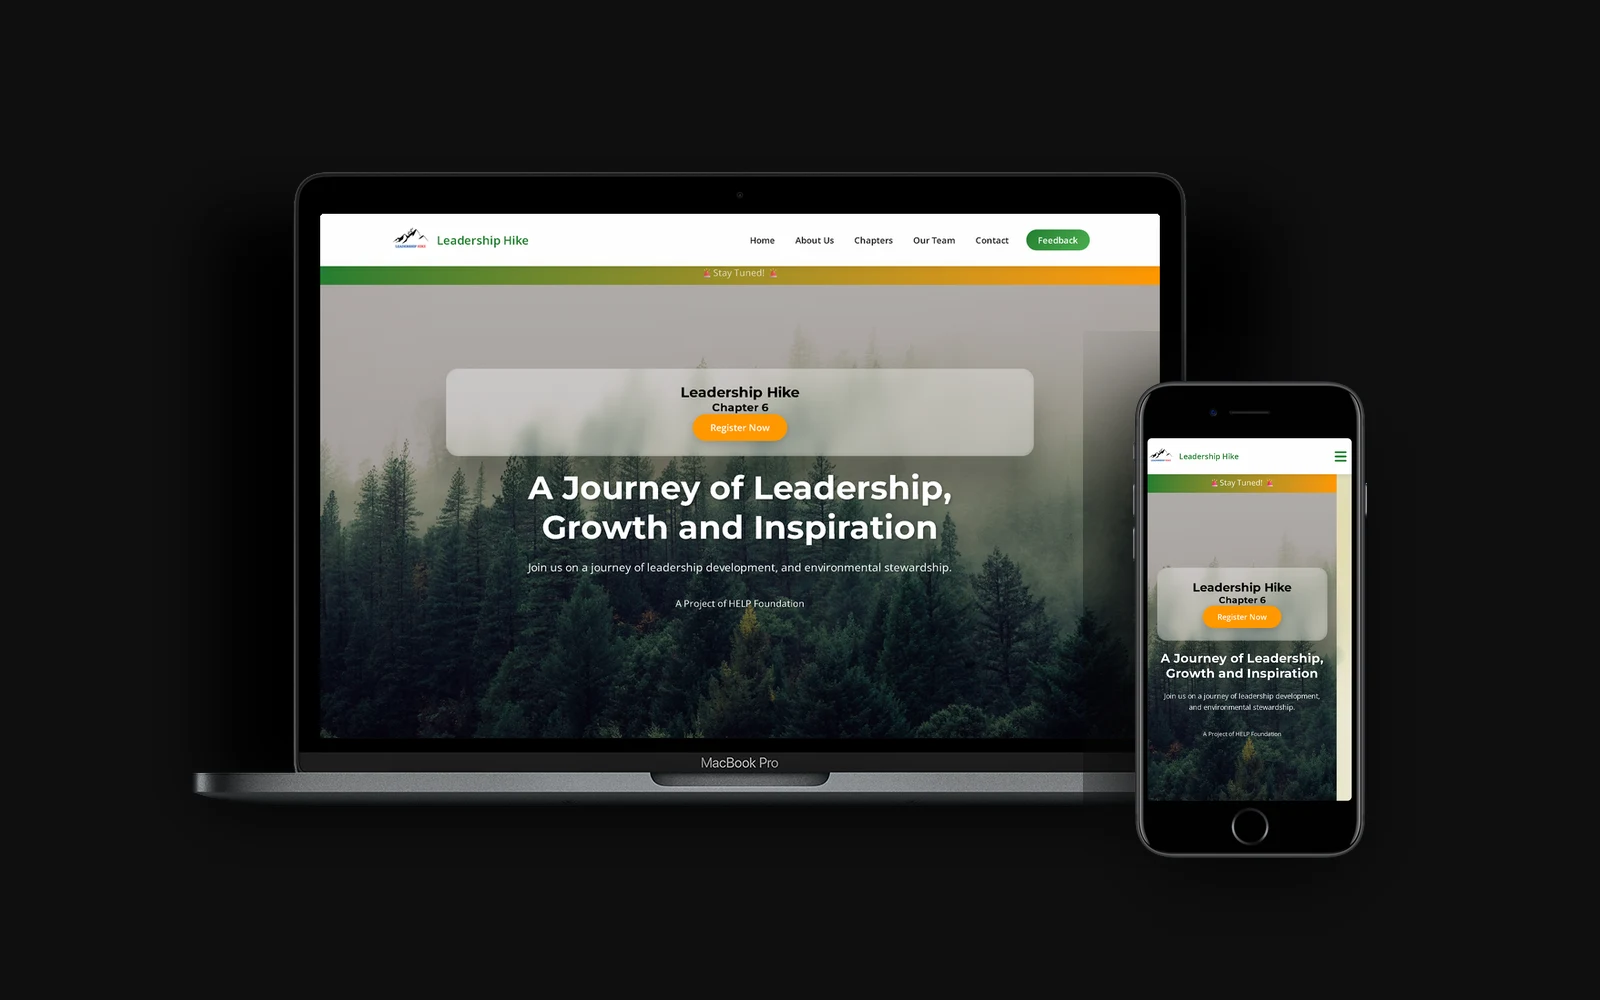 LEADERSHIP HIKE
Leadership Hike
Home
About Us
Chapters
Our Team
Contact
Feedback
🚨 Stay Tuned! 🚨
Leadership Hike
Chapter 6
Register Now
A Journey of Leadership,
Growth and Inspiration
Join us on a journey of leadership development, and environmental stewardship.
A Project of HELP Foundation
MacBook Pro
Leadership Hike
🚨 Stay Tuned! 🚨
Leadership Hike
Chapter 6
Register Now
A Journey of Leadership,
Growth and Inspiration
Join us on a journey of leadership development,
and environmental stewardship.
A Project of HELP Foundation